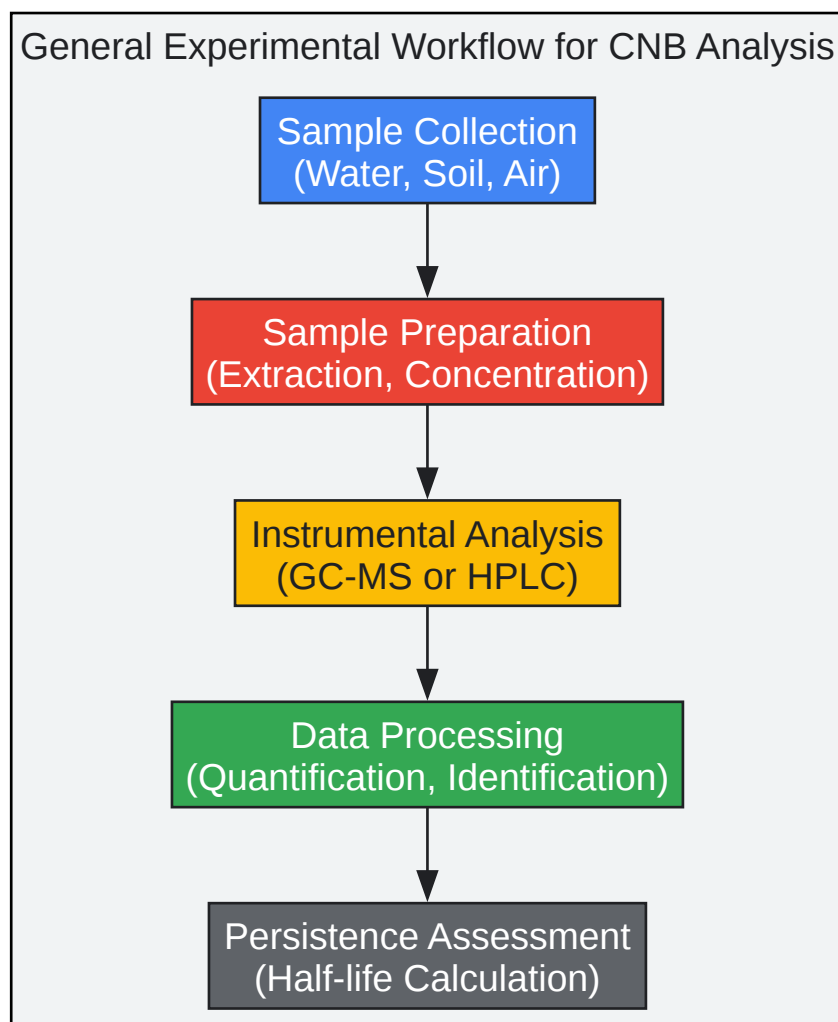 General Experimental Workflow for CNB Analysis
Sample Collection
(Water, Soil, Air)
Sample Preparation
(Extraction, Concentration)
Instrumental Analysis
(GC-MS or HPLC)
Data Processing
(Quantification, Identification)
Persistence Assessment
(Half-life Calculation)